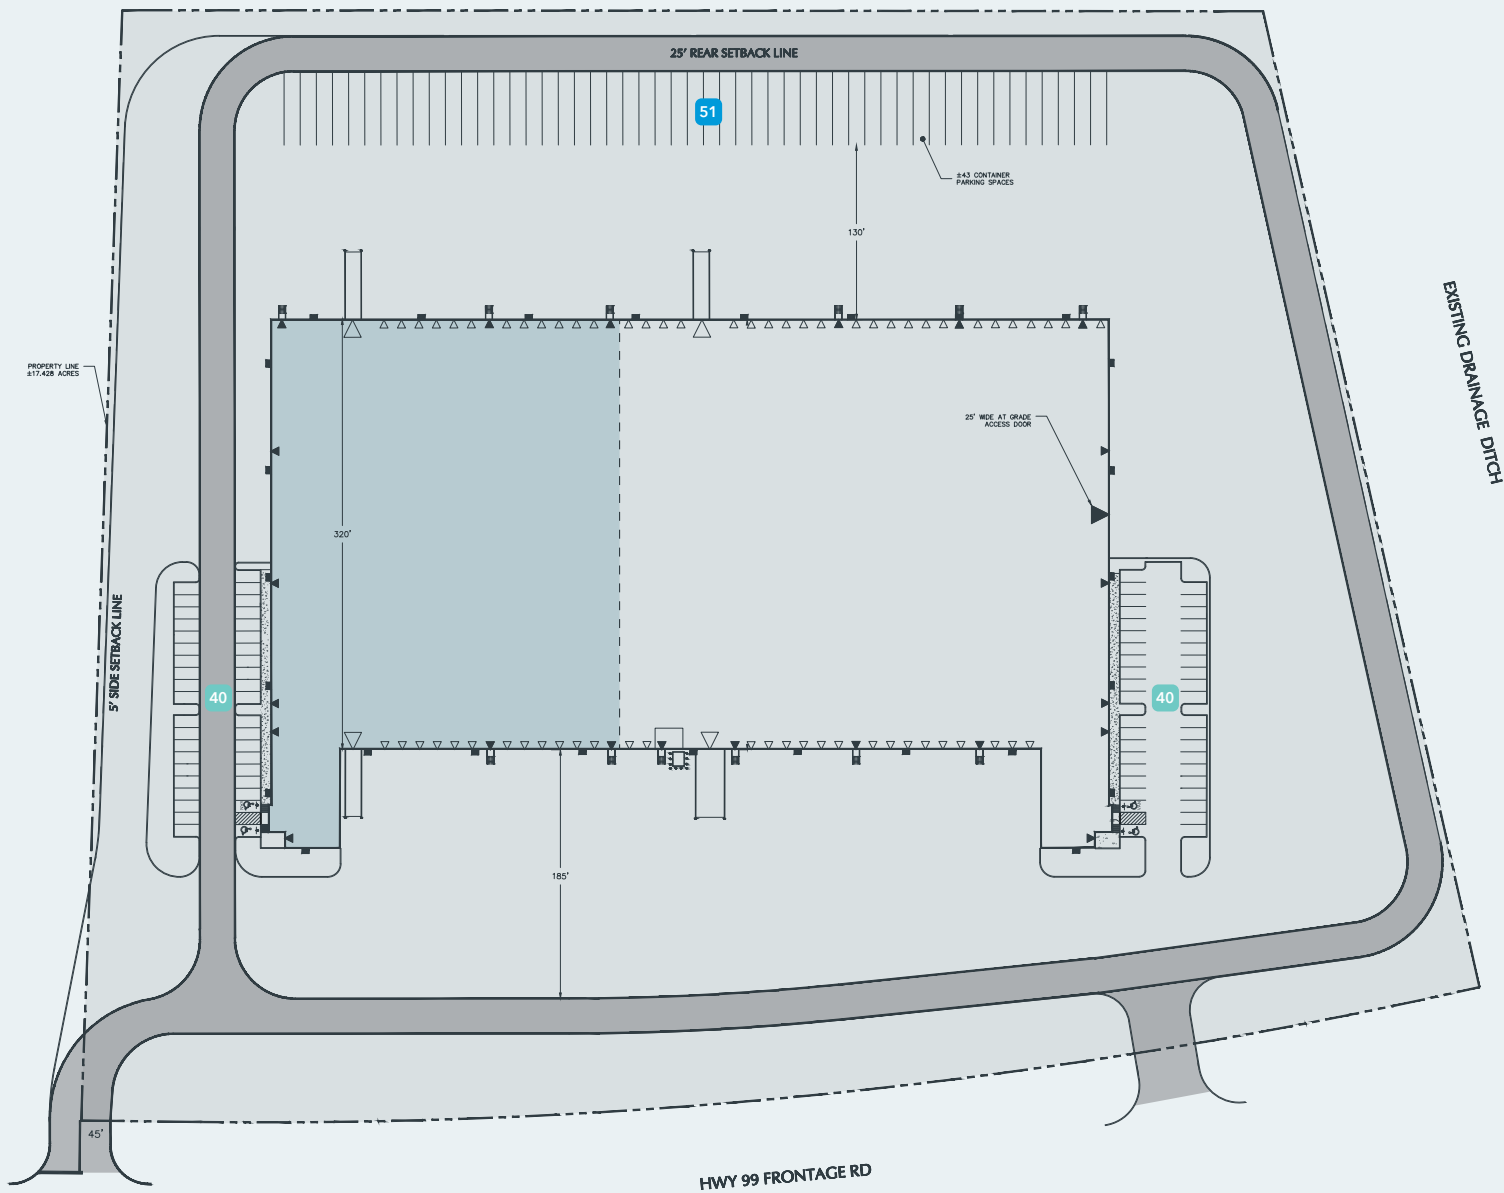 25' REAR SETBACK LINE
51
±43 CONTAINER
PARKING SPACES
130'
EXISTING DRAINAGE DITCH
PROPERTY LINE
±17.428 ACRES
25' WIDE AT GRADE
ACCESS DOOR
320'
5' SIDE SETBACK LINE
40
40
185'
45'
HWY 99 FRONTAGE RD